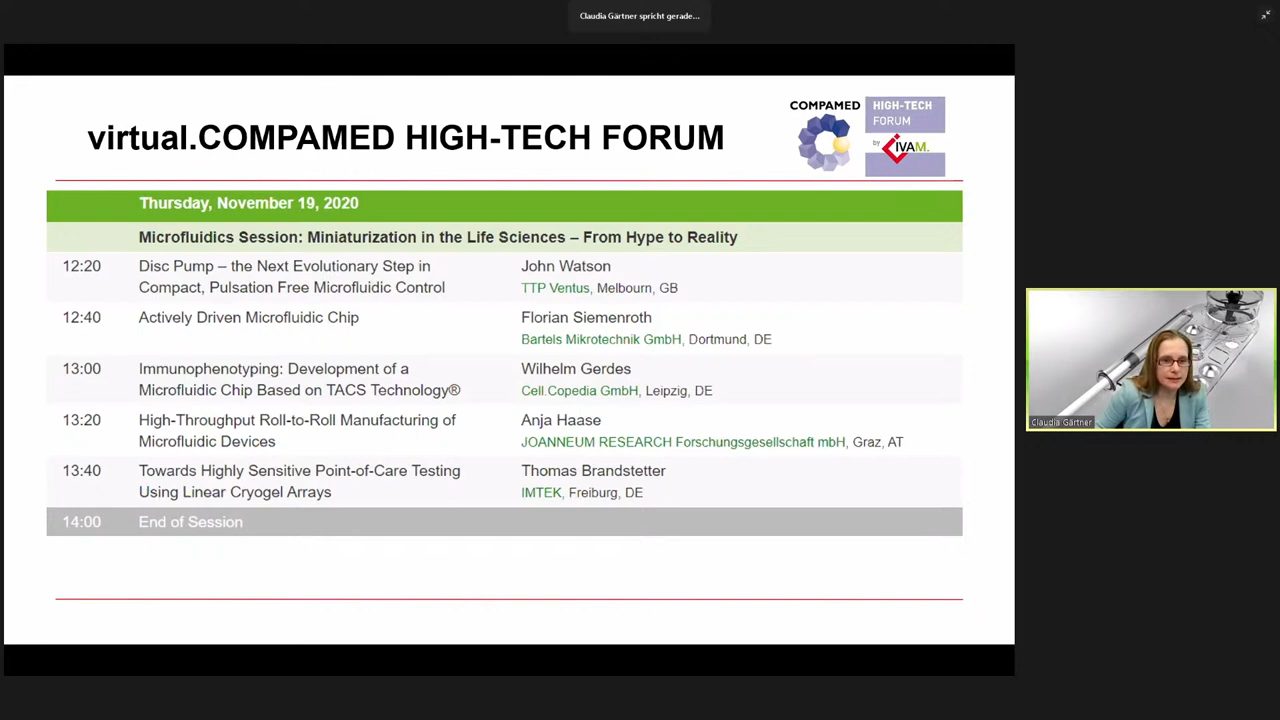 Claudia Gärtner spricht gerade...
virtual.COMPAMED HIGH-TECH FORUM
COMPAMED
HIGH-TECH
FORUM
by IVAM.
Thursday, November 19, 2020
Microfluidics Session: Miniaturization in the Life Sciences – From Hype to Reality
12:20 Disc Pump – the Next Evolutionary Step in John Watson
Compact, Pulsation Free Microfluidic Control TTP Ventus, Melbourn, GB
12:40 Actively Driven Microfluidic Chip Florian Siemenroth
Bartels Mikrotechnik GmbH, Dortmund, DE
13:00 Immunophenotyping: Development of a Wilhelm Gerdes
Microfluidic Chip Based on TACS Technology® Cell.Copedia GmbH, Leipzig, DE
13:20 High-Throughput Roll-to-Roll Manufacturing of Anja Haase
Microfluidic Devices JOANNEUM RESEARCH Forschungsgesellschaft mbH, Graz, AT
13:40 Towards Highly Sensitive Point-of-Care Testing Thomas Brandstetter
Using Linear Cryogel Arrays IMTEK, Freiburg, DE
14:00 End of Session
Claudia Gärtner